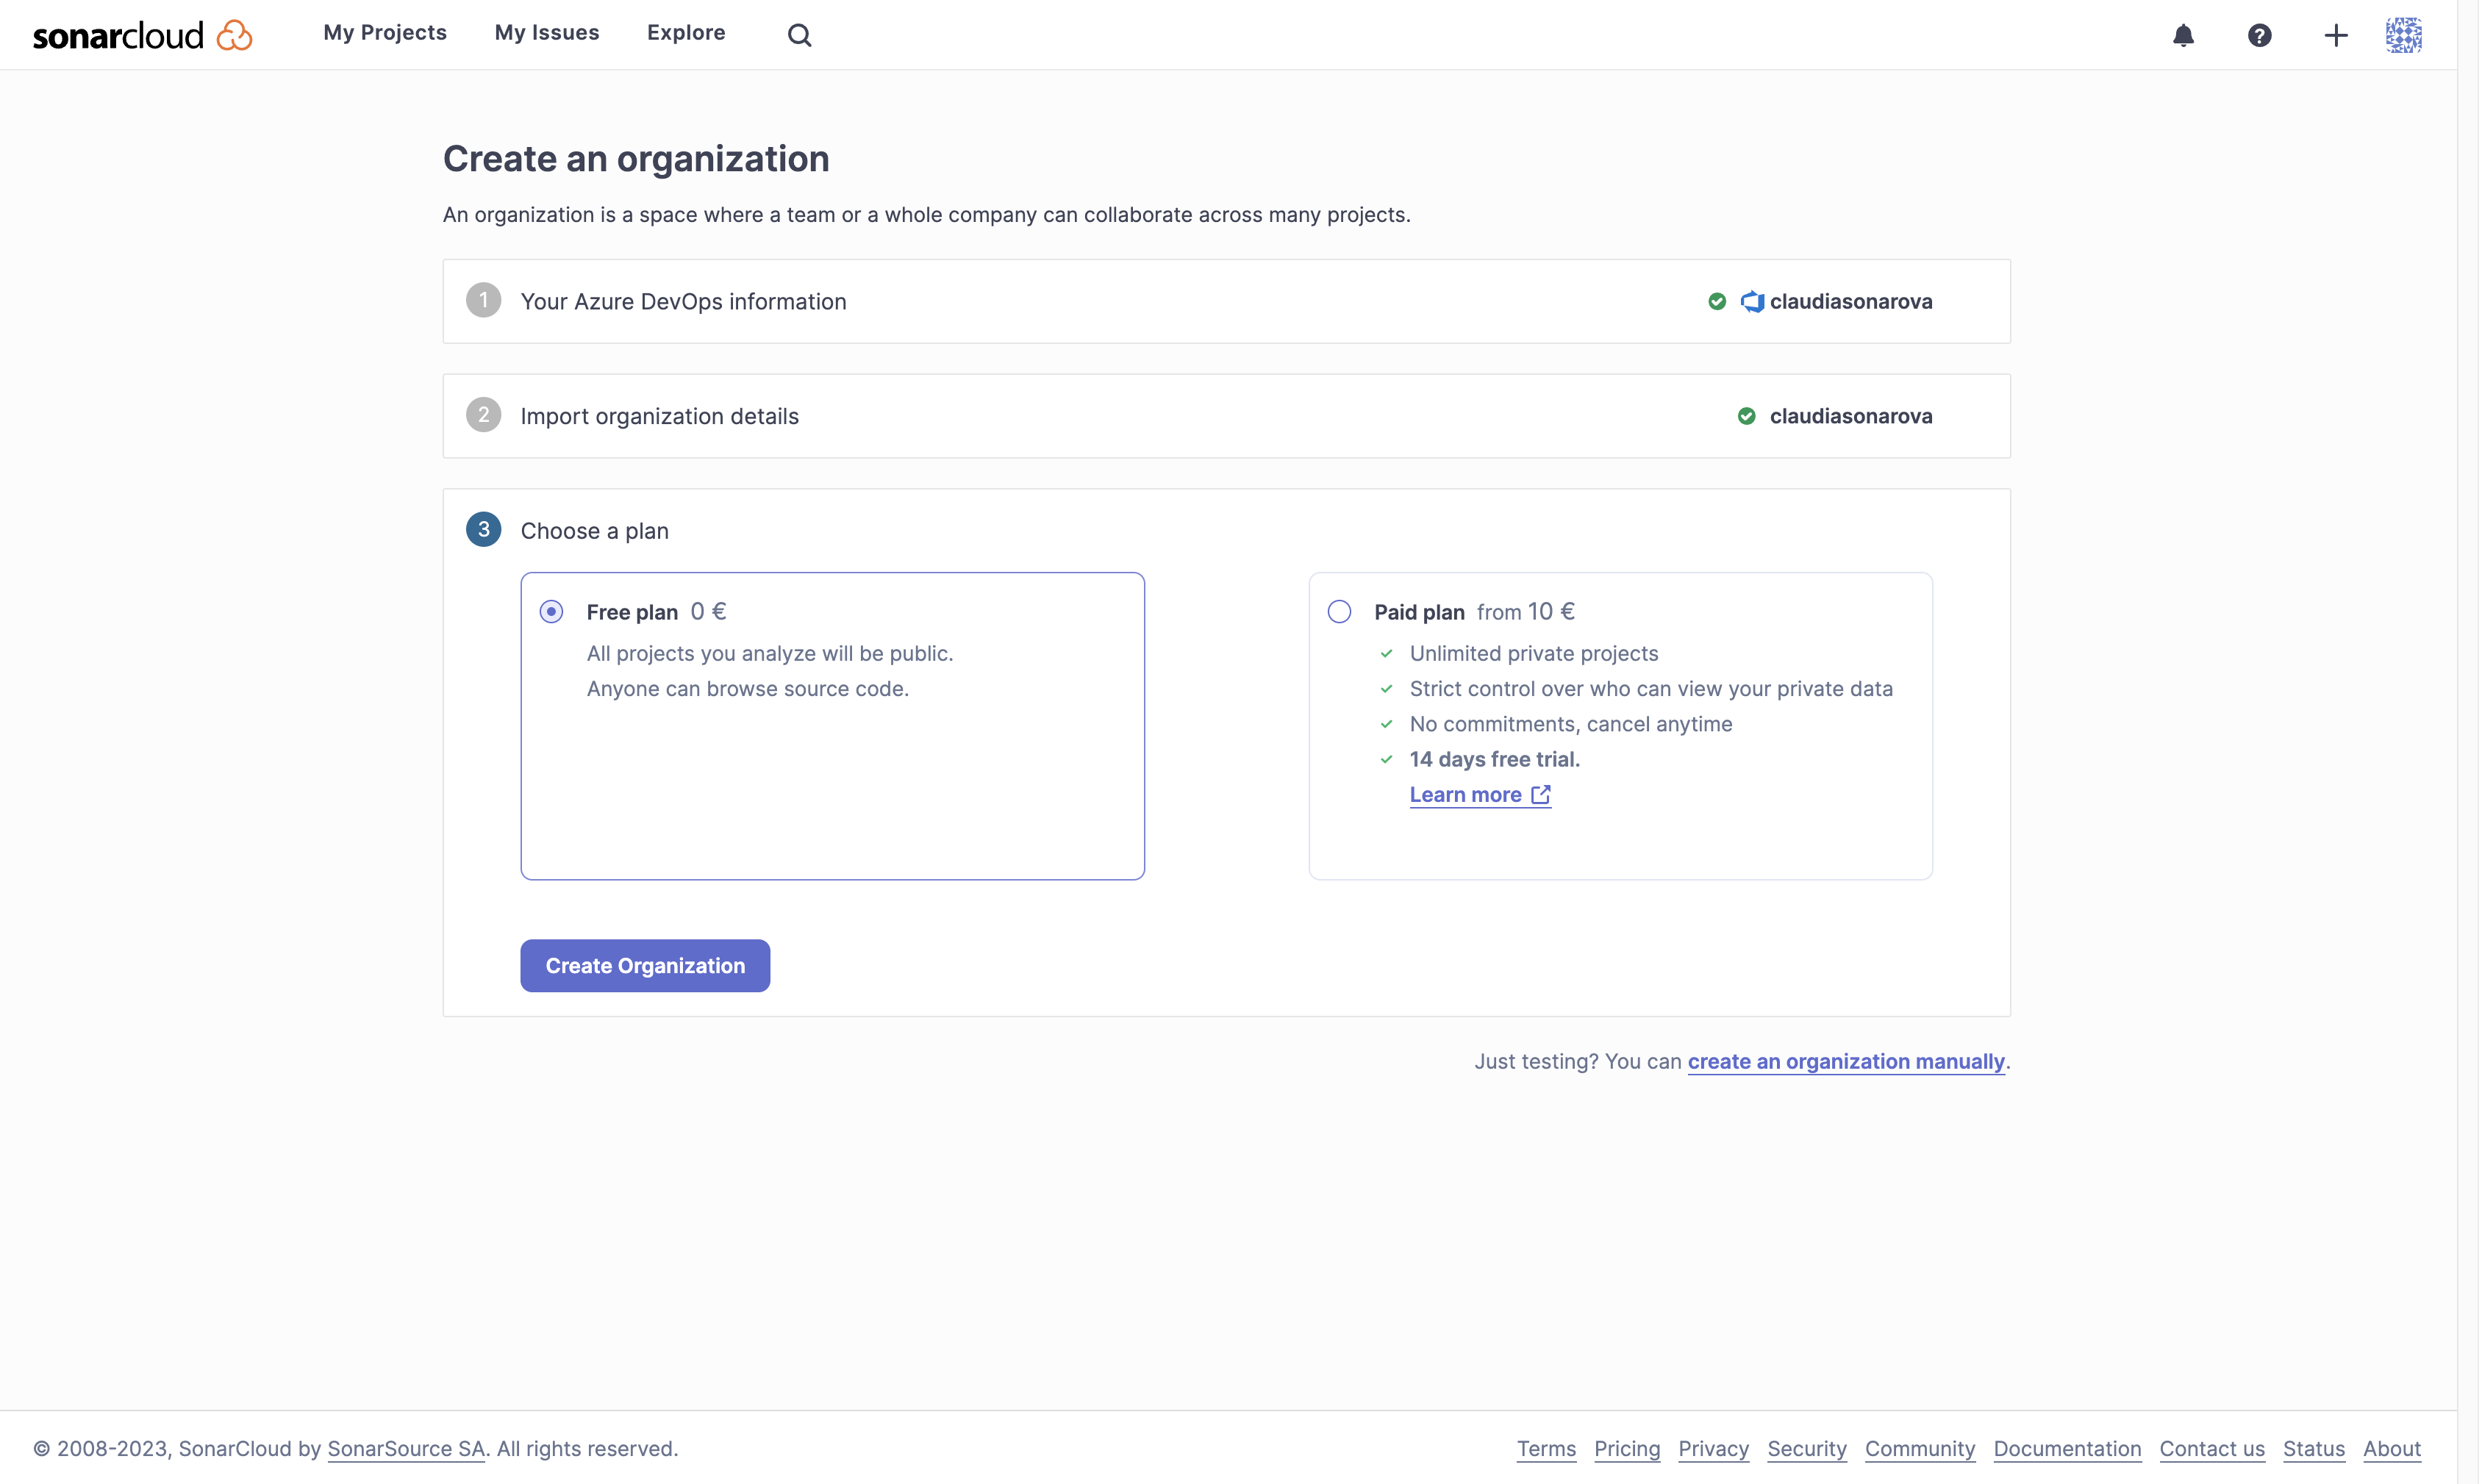 sonarcloud My Projects My Issues Explore
Create an organization
An organization is a space where a team or a whole company can collaborate across many projects.
1 Your Azure DevOps information claudiasonarova
2 Import organization details claudiasonarova
3 Choose a plan
Free plan 0 €
All projects you analyze will be public.
Anyone can browse source code.
Paid plan from 10 €
Unlimited private projects
Strict control over who can view your private data
No commitments, cancel anytime
14 days free trial.
Learn more
Create Organization
Just testing? You can create an organization manually.
© 2008-2023, SonarCloud by SonarSource SA. All rights reserved. Terms Pricing Privacy Security Community Documentation Contact us Status About